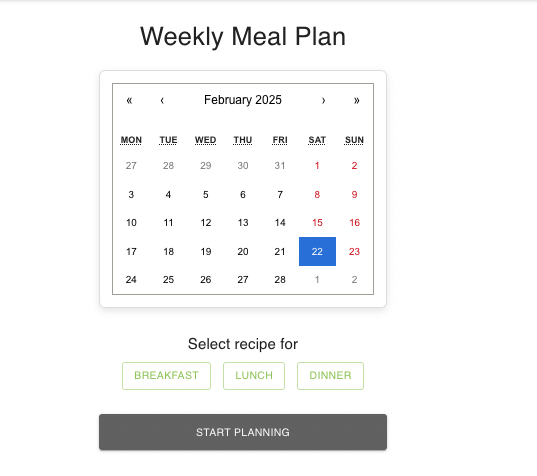 Weekly Meal Plan
« ‹ February 2025 › »
MON TUE WED THU FRI SAT SUN
27 28 29 30 31 1 2
3 4 5 6 7 8 9
10 11 12 13 14 15 16
17 18 19 20 21 22 23
24 25 26 27 28 1 2
Select recipe for
BREAKFAST LUNCH DINNER
START PLANNING